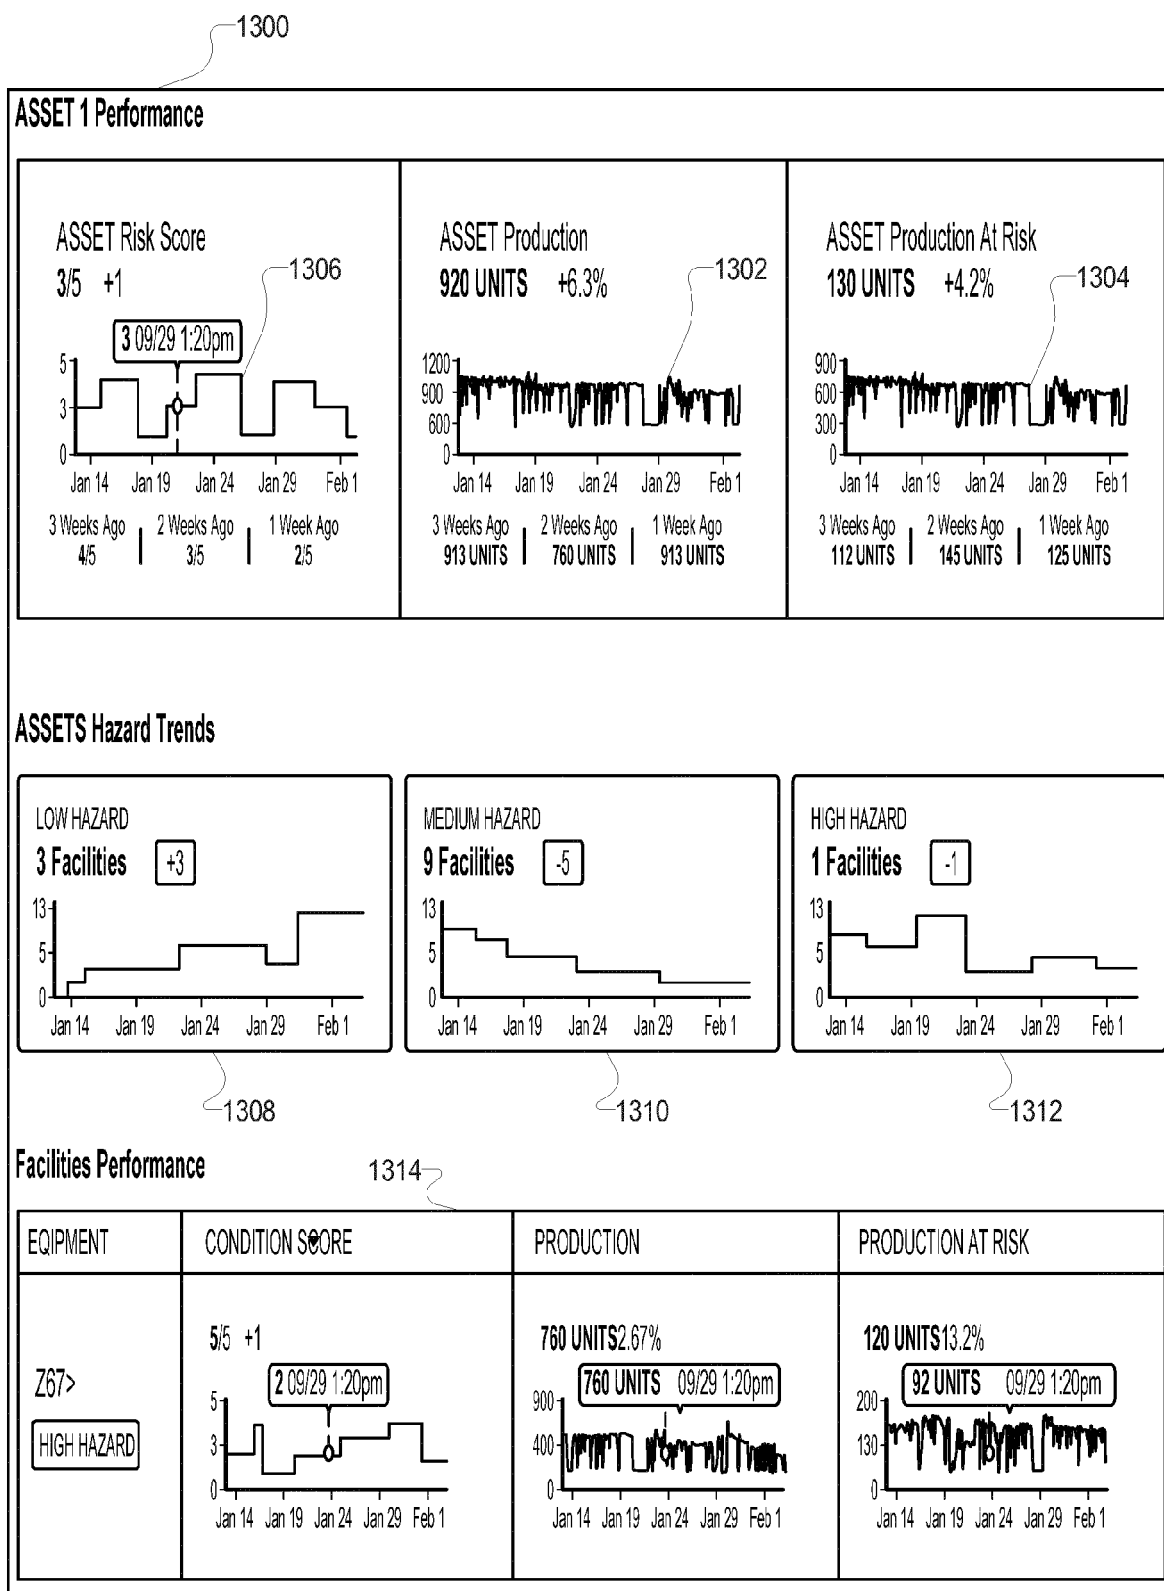 1300
ASSET 1 Performance
ASSET Risk Score
3/5 +1
1306
3 09/29 1:20pm
5
3
0
Jan 14 Jan 19 Jan 24 Jan 29 Feb 1
3 Weeks Ago 2 Weeks Ago 1 Week Ago
4/5 3/5 2/5
ASSET Production
920 UNITS +6.3%
1302
1200
900
600
0
Jan 14 Jan 19 Jan 24 Jan 29 Feb 1
3 Weeks Ago 2 Weeks Ago 1 Week Ago
913 UNITS 760 UNITS 913 UNITS
ASSET Production At Risk
130 UNITS +4.2%
1304
900
600
300
0
Jan 14 Jan 19 Jan 24 Jan 29 Feb 1
3 Weeks Ago 2 Weeks Ago 1 Week Ago
112 UNITS 145 UNITS 125 UNITS
ASSETS Hazard Trends
LOW HAZARD
3 Facilities +3
13
5
0
Jan 14 Jan 19 Jan 24 Jan 29 Feb 1
1308
MEDIUM HAZARD
9 Facilities -5
13
5
0
Jan 14 Jan 19 Jan 24 Jan 29 Feb 1
1310
HIGH HAZARD
1 Facilities -1
13
5
0
Jan 14 Jan 19 Jan 24 Jan 29 Feb 1
1312
Facilities Performance
1314
EQIPMENT CONDITION SCORE PRODUCTION PRODUCTION AT RISK
Z67>
HIGH HAZARD
5/5 +1
2 09/29 1:20pm
5
3
0
Jan 14 Jan 19 Jan 24 Jan 29 Feb 1
760 UNITS2.67%
760 UNITS 09/29 1:20pm
900
400
0
Jan 14 Jan 19 Jan 24 Jan 29 Feb 1
120 UNITS13.2%
92 UNITS 09/29 1:20pm
200
130
0
Jan 14 Jan 19 Jan 24 Jan 29 Feb 1